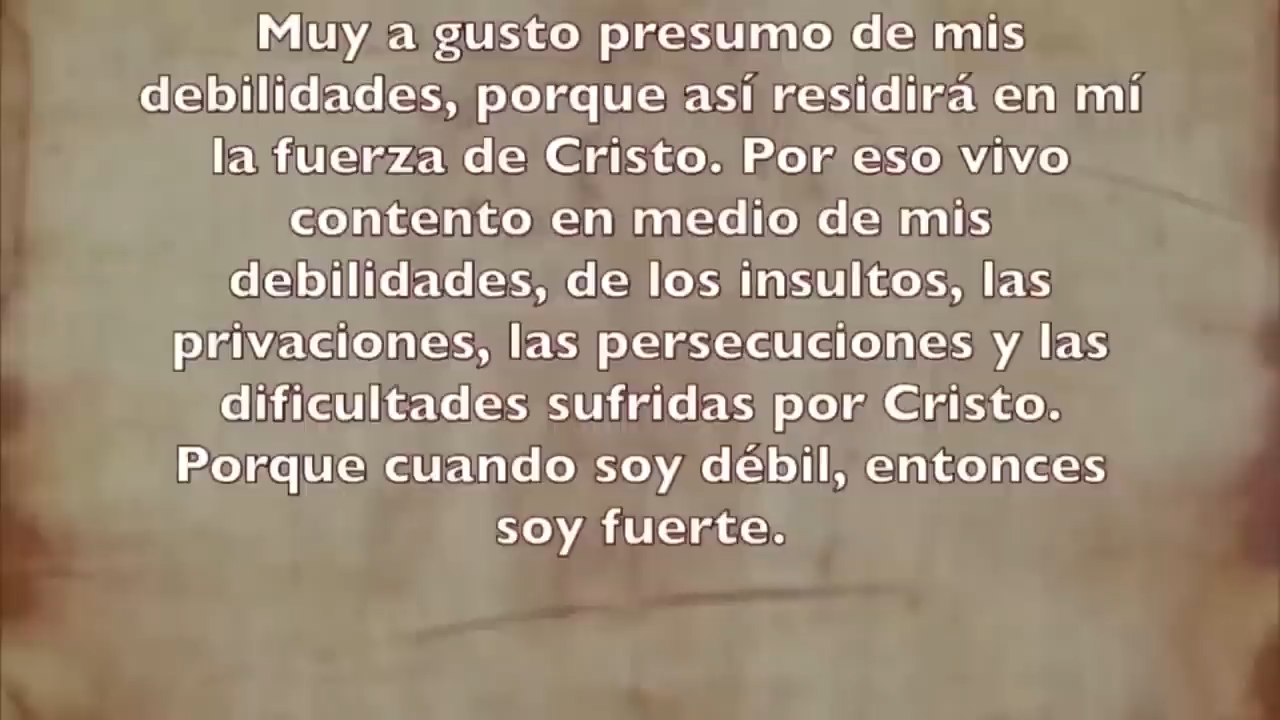 Muy a gusto presumo de mis
debilidades, porque así residirá en mí
la fuerza de Cristo. Por eso vivo
contento en medio de mis
debilidades, de los insultos, las
privaciones, las persecuciones y las
dificultades sufridas por Cristo.
Porque cuando soy débil, entonces
soy fuerte.